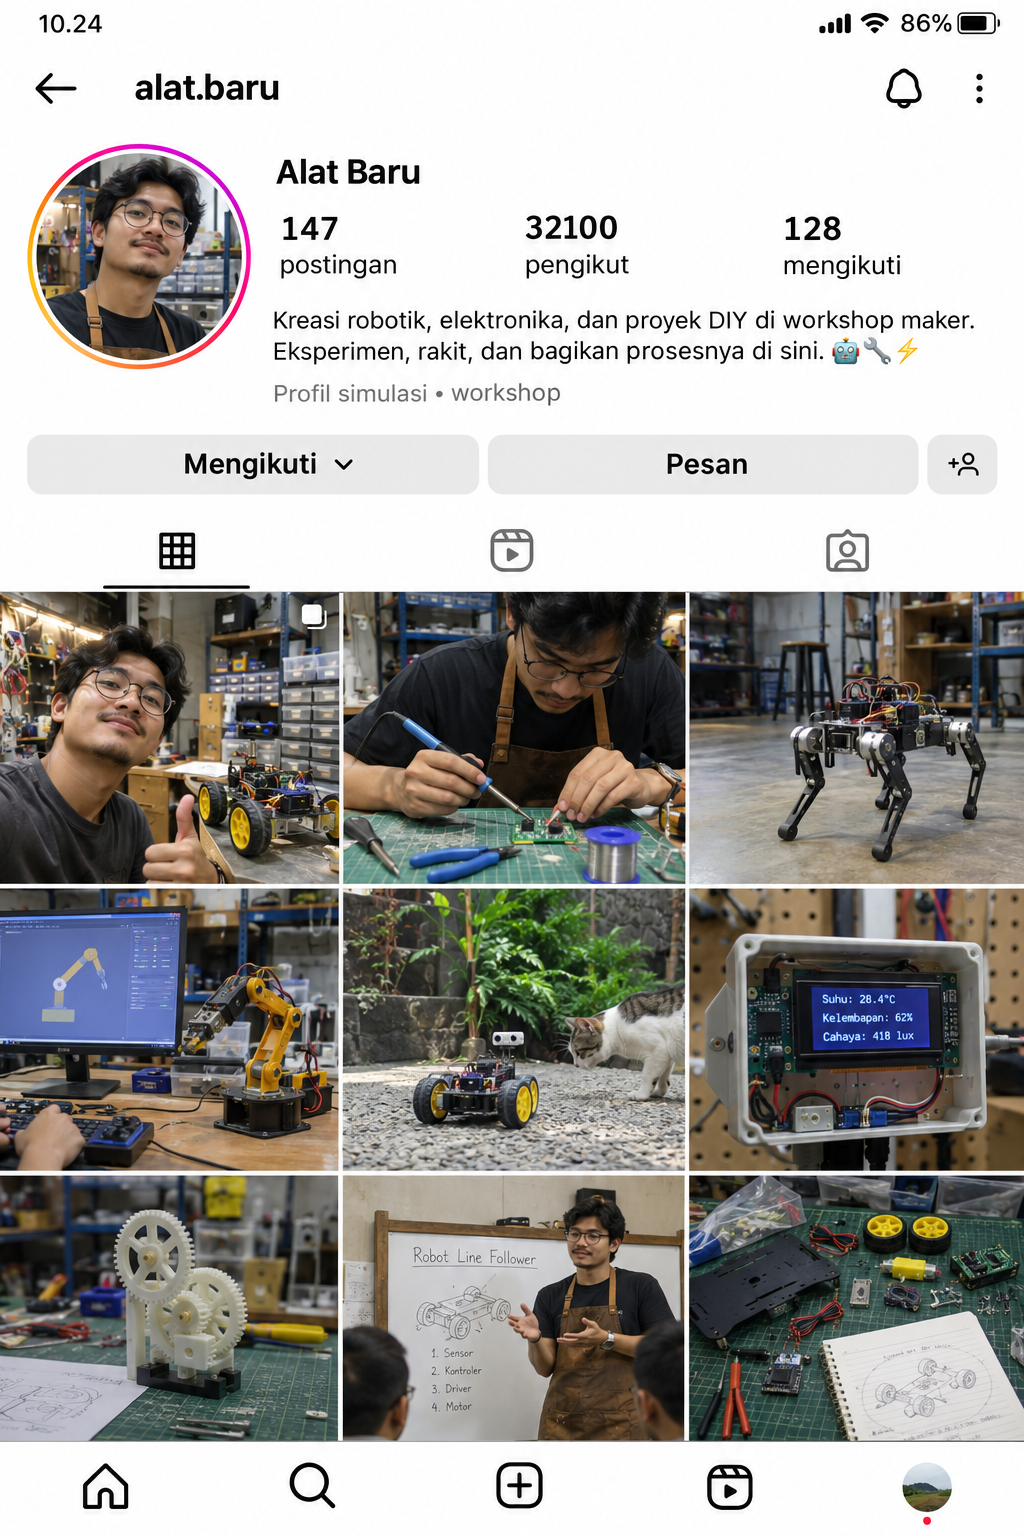 10.24
86%
alat.baru
Alat Baru
147
32100
128
postingan
pengikut
mengikuti
Kreasi robotik, elektronika, dan proyek DIY di workshop maker.
Eksperimen, rakit, dan bagikan prosesnya di sini. 🤖🔧⚡
Profil simulasi • workshop
Mengikuti
Pesan
Suhu: 28.4°C
Kelembapan: 62%
Cahaya: 418 lux
Robot Line Follower
1. Sensor
2. Kontroler
3. Driver
4. Motor